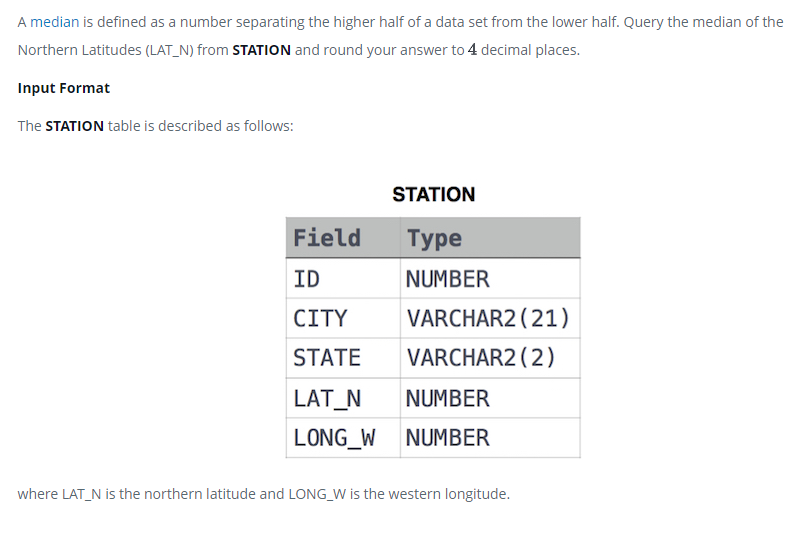 A median is defined as a number separating the higher half of a data set from the lower half. Query the median of the
Northern Latitudes (LAT_N) from STATION and round your answer to 4 decimal places.
Input Format
The STATION table is described as follows:
STATION
Field Type
ID NUMBER
CITY VARCHAR2(21)
STATE VARCHAR2(2)
LAT_N NUMBER
LONG_W NUMBER
where LAT_N is the northern latitude and LONG_W is the western longitude.